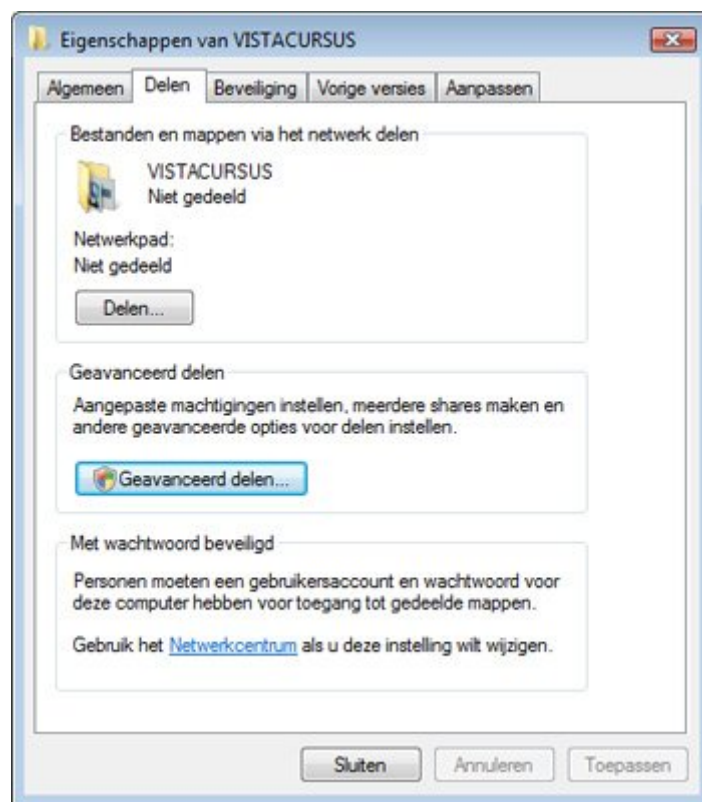 Eigenschappen van VISTACURSUS
Algemeen Delen Beveiliging Vorige versies Aanpassen
Bestanden en mappen via het netwerk delen
VISTACURSUS
Niet gedeeld
Netwerkpad:
Niet gedeeld
Delen...
Geavanceerd delen
Aangepaste machtigingen instellen, meerdere shares maken en
andere geavanceerde opties voor delen instellen.
Geavanceerd delen...
Met wachtwoord beveiligd
Personen moeten een gebruikersaccount en wachtwoord voor
deze computer hebben voor toegang tot gedeelde mappen.
Gebruik het Netwerkcentrum als u deze instelling wilt wijzigen.
Sluiten Annuleren Toepassen